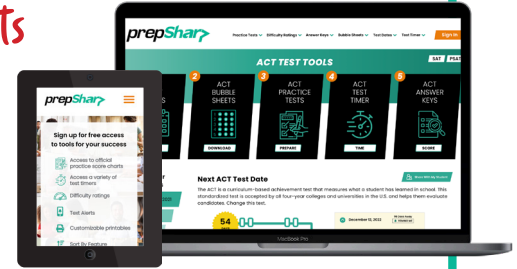 ts
prepSharp
Practice Tests
Difficulty Ratings
Answer Keys
Bubble Sheets
Test Dates
Test Timer
Sign in
ACT TEST TOOLS
SAT
PSAT
S
2
ACT
BUBBLE
SHEETS
DOWNLOAD
3
ACT
PRACTICE
TESTS
PREPARE
4
ACT
TEST
TIMER
TIME
5
ACT
ANSWER
KEYS
SCORE
Next ACT Test Date
The ACT is a curriculum-based achievement test that measures what a student has learned in school. This
standardized test is accepted by all four-year colleges and universities in the U.S. and helps them evaluate
candidates. Change this text.
54
December 10, 2022
MacBook Pro
prepSharp
Sign up for free access
to tools for your success
Access to official
practice score charts
Access a variety of
test timers
Difficulty ratings
Test Alerts
Customizable printables
Sort By Feature